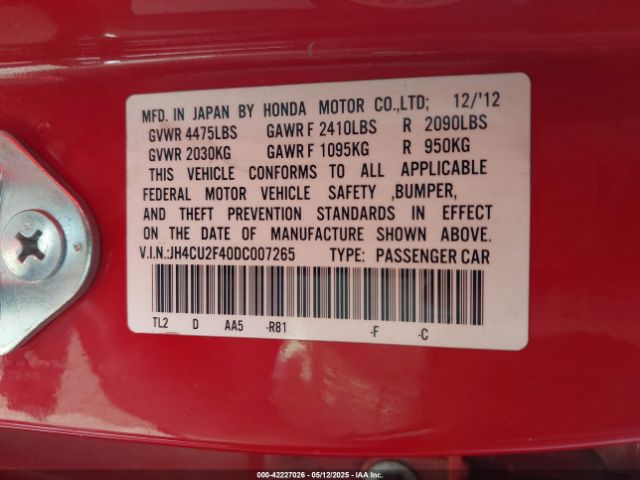 MFD. IN JAPAN BY HONDA MOTOR CO.,LTD; 12/'12
GVWR 4475LBS GAWR F 2410LBS R 2090LBS
GVWR 2030KG GAWR F 1095KG R 950KG
THIS VEHICLE CONFORMS TO ALL APPLICABLE
FEDERAL MOTOR VEHICLE SAFETY ,BUMPER,
AND THEFT PREVENTION STANDARDS IN EFFECT
ON THE DATE OF MANUFACTURE SHOWN ABOVE.
V.I.N.:JH4CU2F40DC007265 TYPE: PASSENGER CAR
TL2 D AA5 -R81 -F -C
000-42227026 - 05/12/2025 - Copyright IAA, Inc.